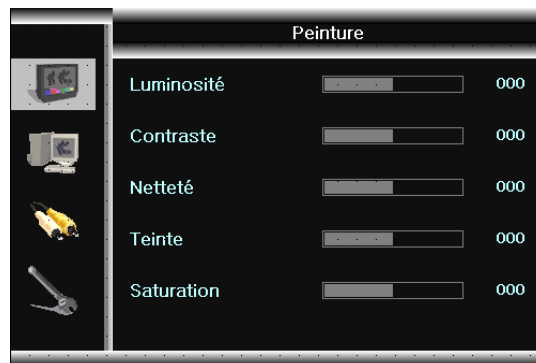 Peinture
Luminosité 000
Contraste 000
Netteté 000
Teinte 000
Saturation 000